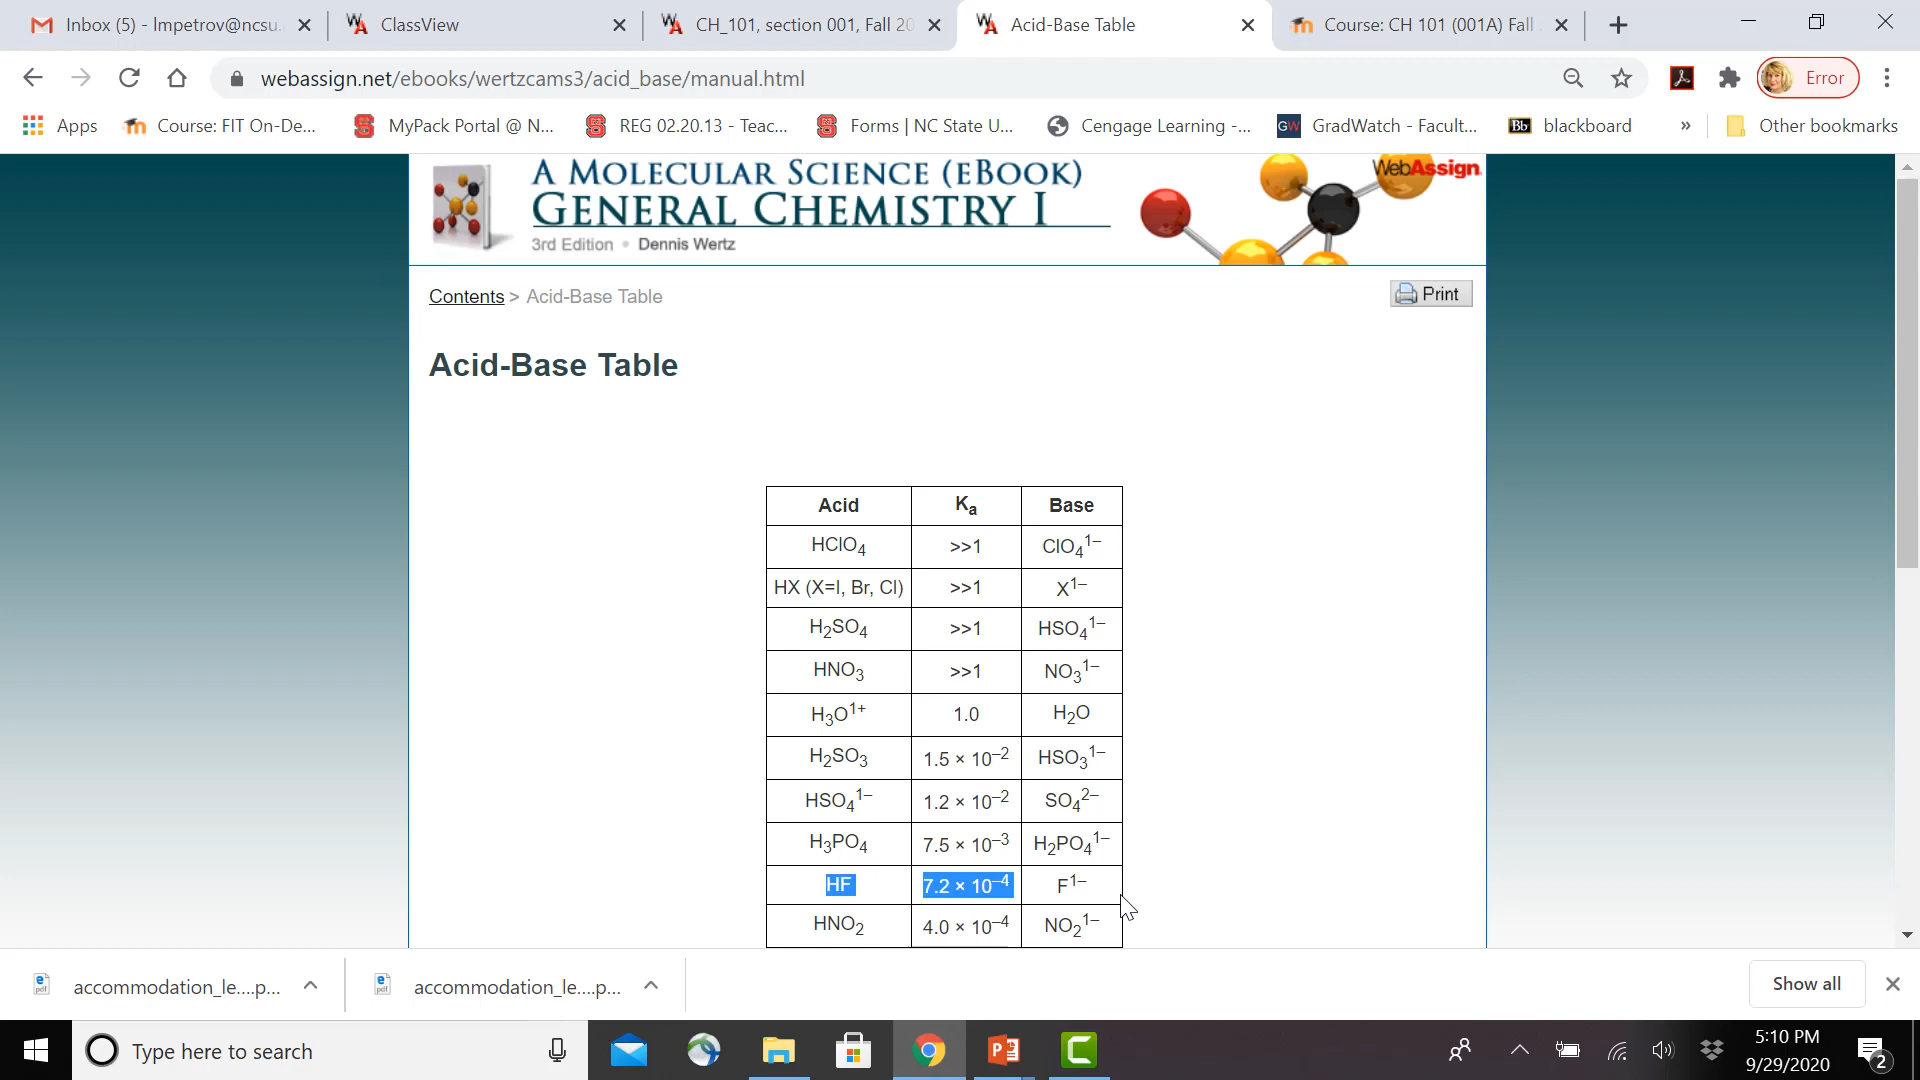 Inbox (5) - lmpetrov@ncsu.
ClassView
CH_101, section 001, Fall 20
Acid-Base Table
Course: CH 101 (001A) Fall
webassign.net/ebooks/wertzcams3/acid_base/manual.html
Error
Apps
Course: FIT On-De...
MyPack Portal @ N...
REG 02.20.13 - Teac...
Forms | NC State U...
Cengage Learning -...
GW GradWatch - Facult...
Bb blackboard
»
Other bookmarks
A MOLECULAR SCIENCE (EBOOK)
GENERAL CHEMISTRY I
3rd Edition • Dennis Wertz
WebAssign
Contents > Acid-Base Table
Print
Acid-Base Table
Acid Kₐ Base
HClO₄ >>1 ClO₄¹⁻
HX (X=I, Br, Cl) >>1 X¹⁻
H₂SO₄ >>1 HSO₄¹⁻
HNO₃ >>1 NO₃¹⁻
H₃O¹⁺ 1.0 H₂O
H₂SO₃ 1.5 × 10⁻² HSO₃¹⁻
HSO₄¹⁻ 1.2 × 10⁻² SO₄²⁻
H₃PO₄ 7.5 × 10⁻³ H₂PO₄¹⁻
HF 7.2 × 10⁻⁴ F¹⁻
HNO₂ 4.0 × 10⁻⁴ NO₂¹⁻
accommodation_le....p...
accommodation_le....p...
Show all
Type here to search
5:10 PM
9/29/2020
2